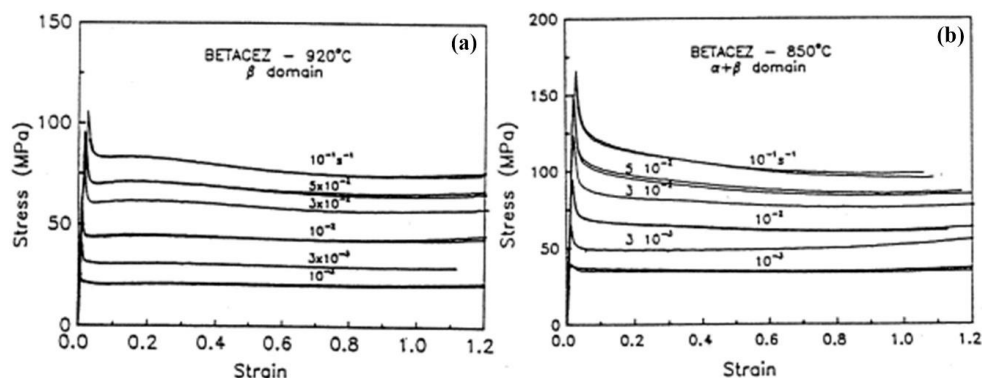 150
(a)
BETACEZ - 920°C
β domain
100
Stress (MPa)
10⁻¹s⁻¹
5x10⁻²
3x10⁻²
50
10⁻²
3x10⁻³
10⁻³
0
0.0 0.2 0.4 0.6 0.8 1.0 1.2
Strain
200
(b)
BETACEZ - 850°C
α+β domain
150
Stress (MPa)
10⁻¹s⁻¹
5 10⁻²
100
3 10⁻²
10⁻²
3 10⁻³
50
10⁻³
0
0.0 0.2 0.4 0.6 0.8 1.0 1.2
Strain